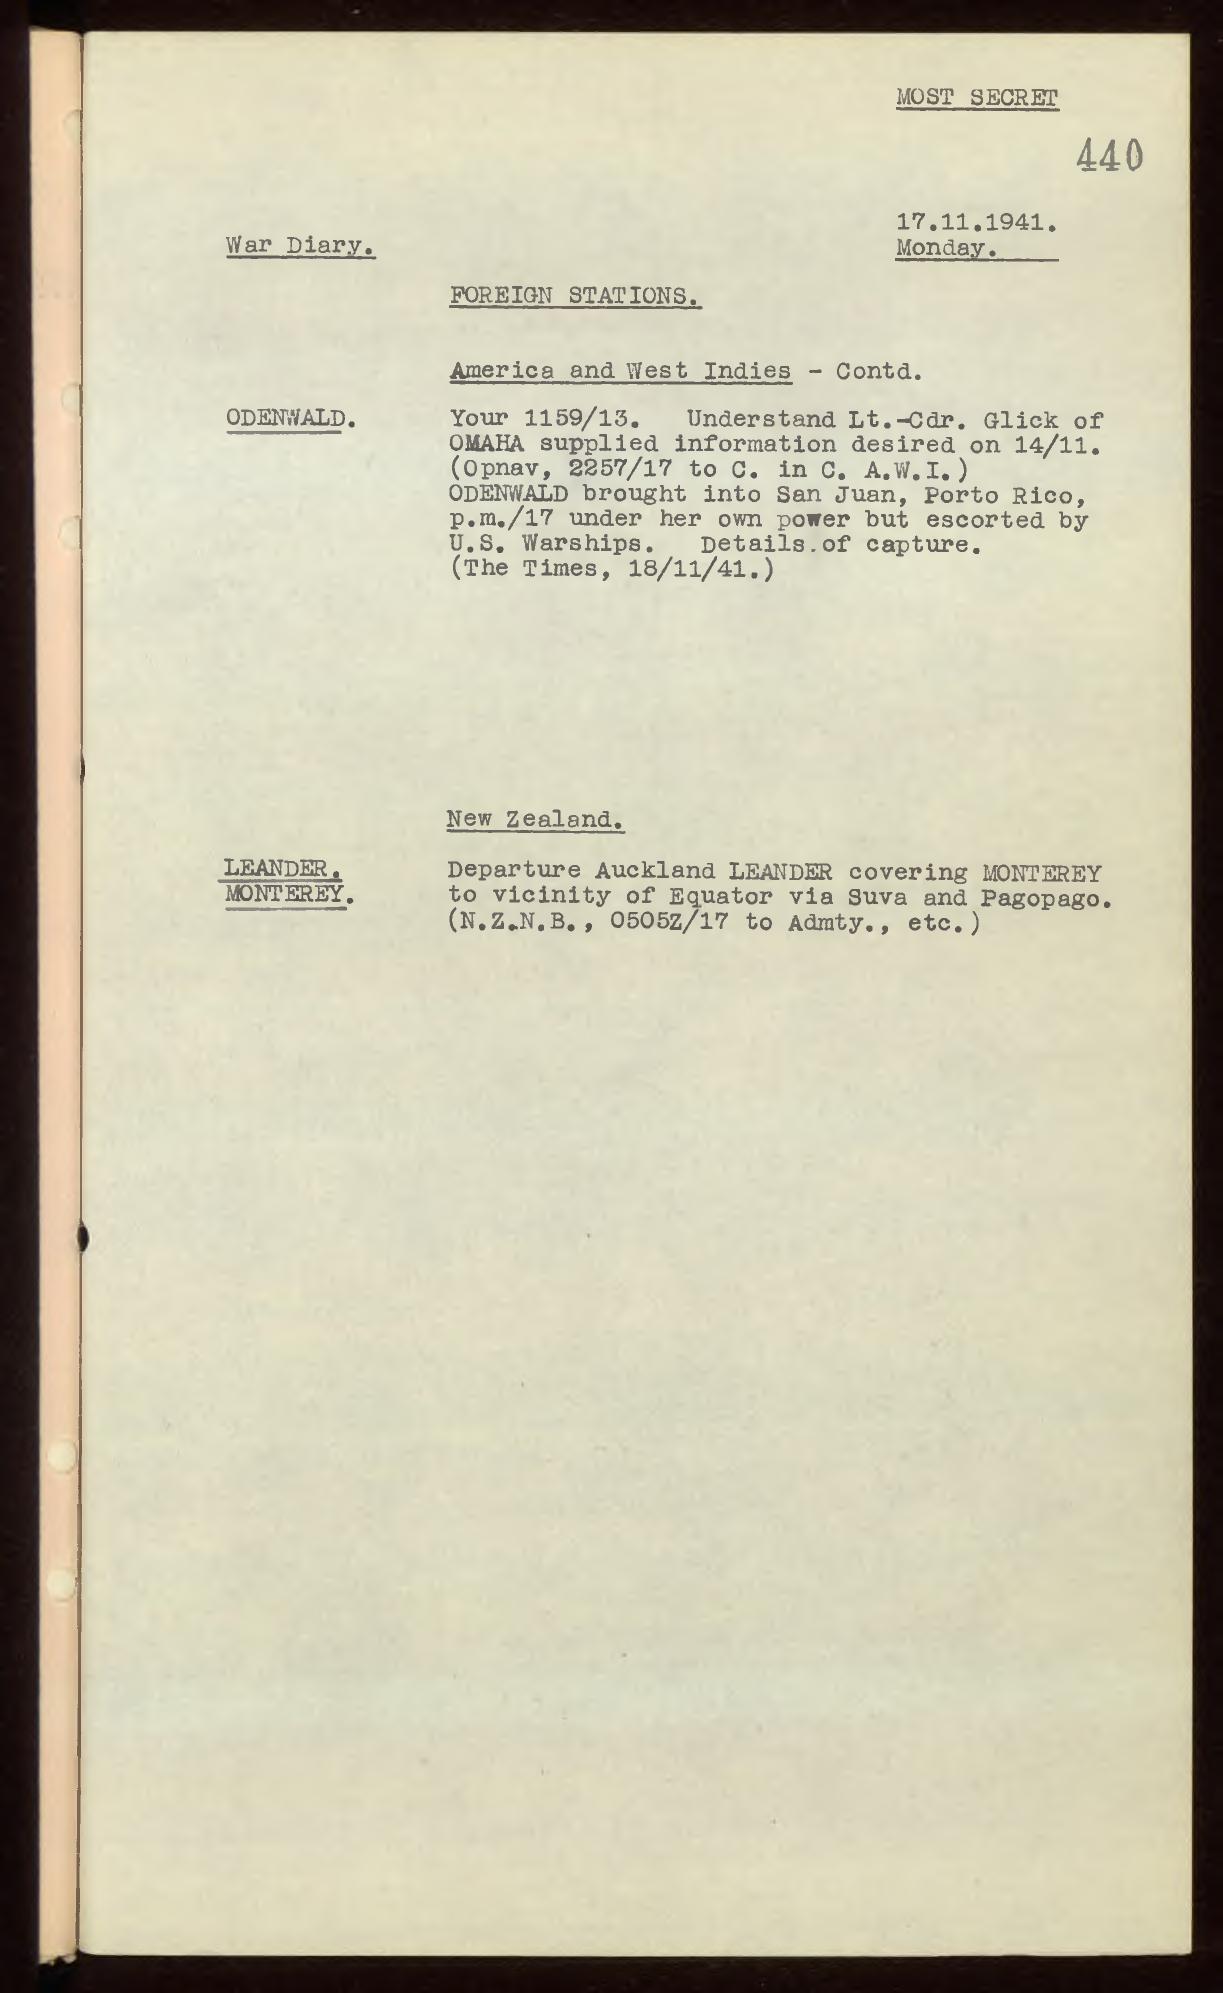 MOST SECRET
440
17.11.1941.
War Diary.
Monday.
FOREIGN STATIONS.
America and West Indies - Contd.
ODENWALD.
Your 1159/13. Understand Lt.-Cdr. Glick of
OMAHA supplied information desired on 14/11.
(Opnav, 2257/17 to C. in C. A.W.I.)
ODENWALD brought into San Juan, Porto Rico,
p.m./17 under her own power but escorted by
U.S. Warships. Details.of capture.
(The Times, 18/11/41.)
New Zealand.
LEANDER.
MONTEREY.
Departure Auckland LEANDER covering MONTEREY
to vicinity of Equator via Suva and Pagopago.
(N.Z.N.B., 0505Z/17 to Admty., etc.)